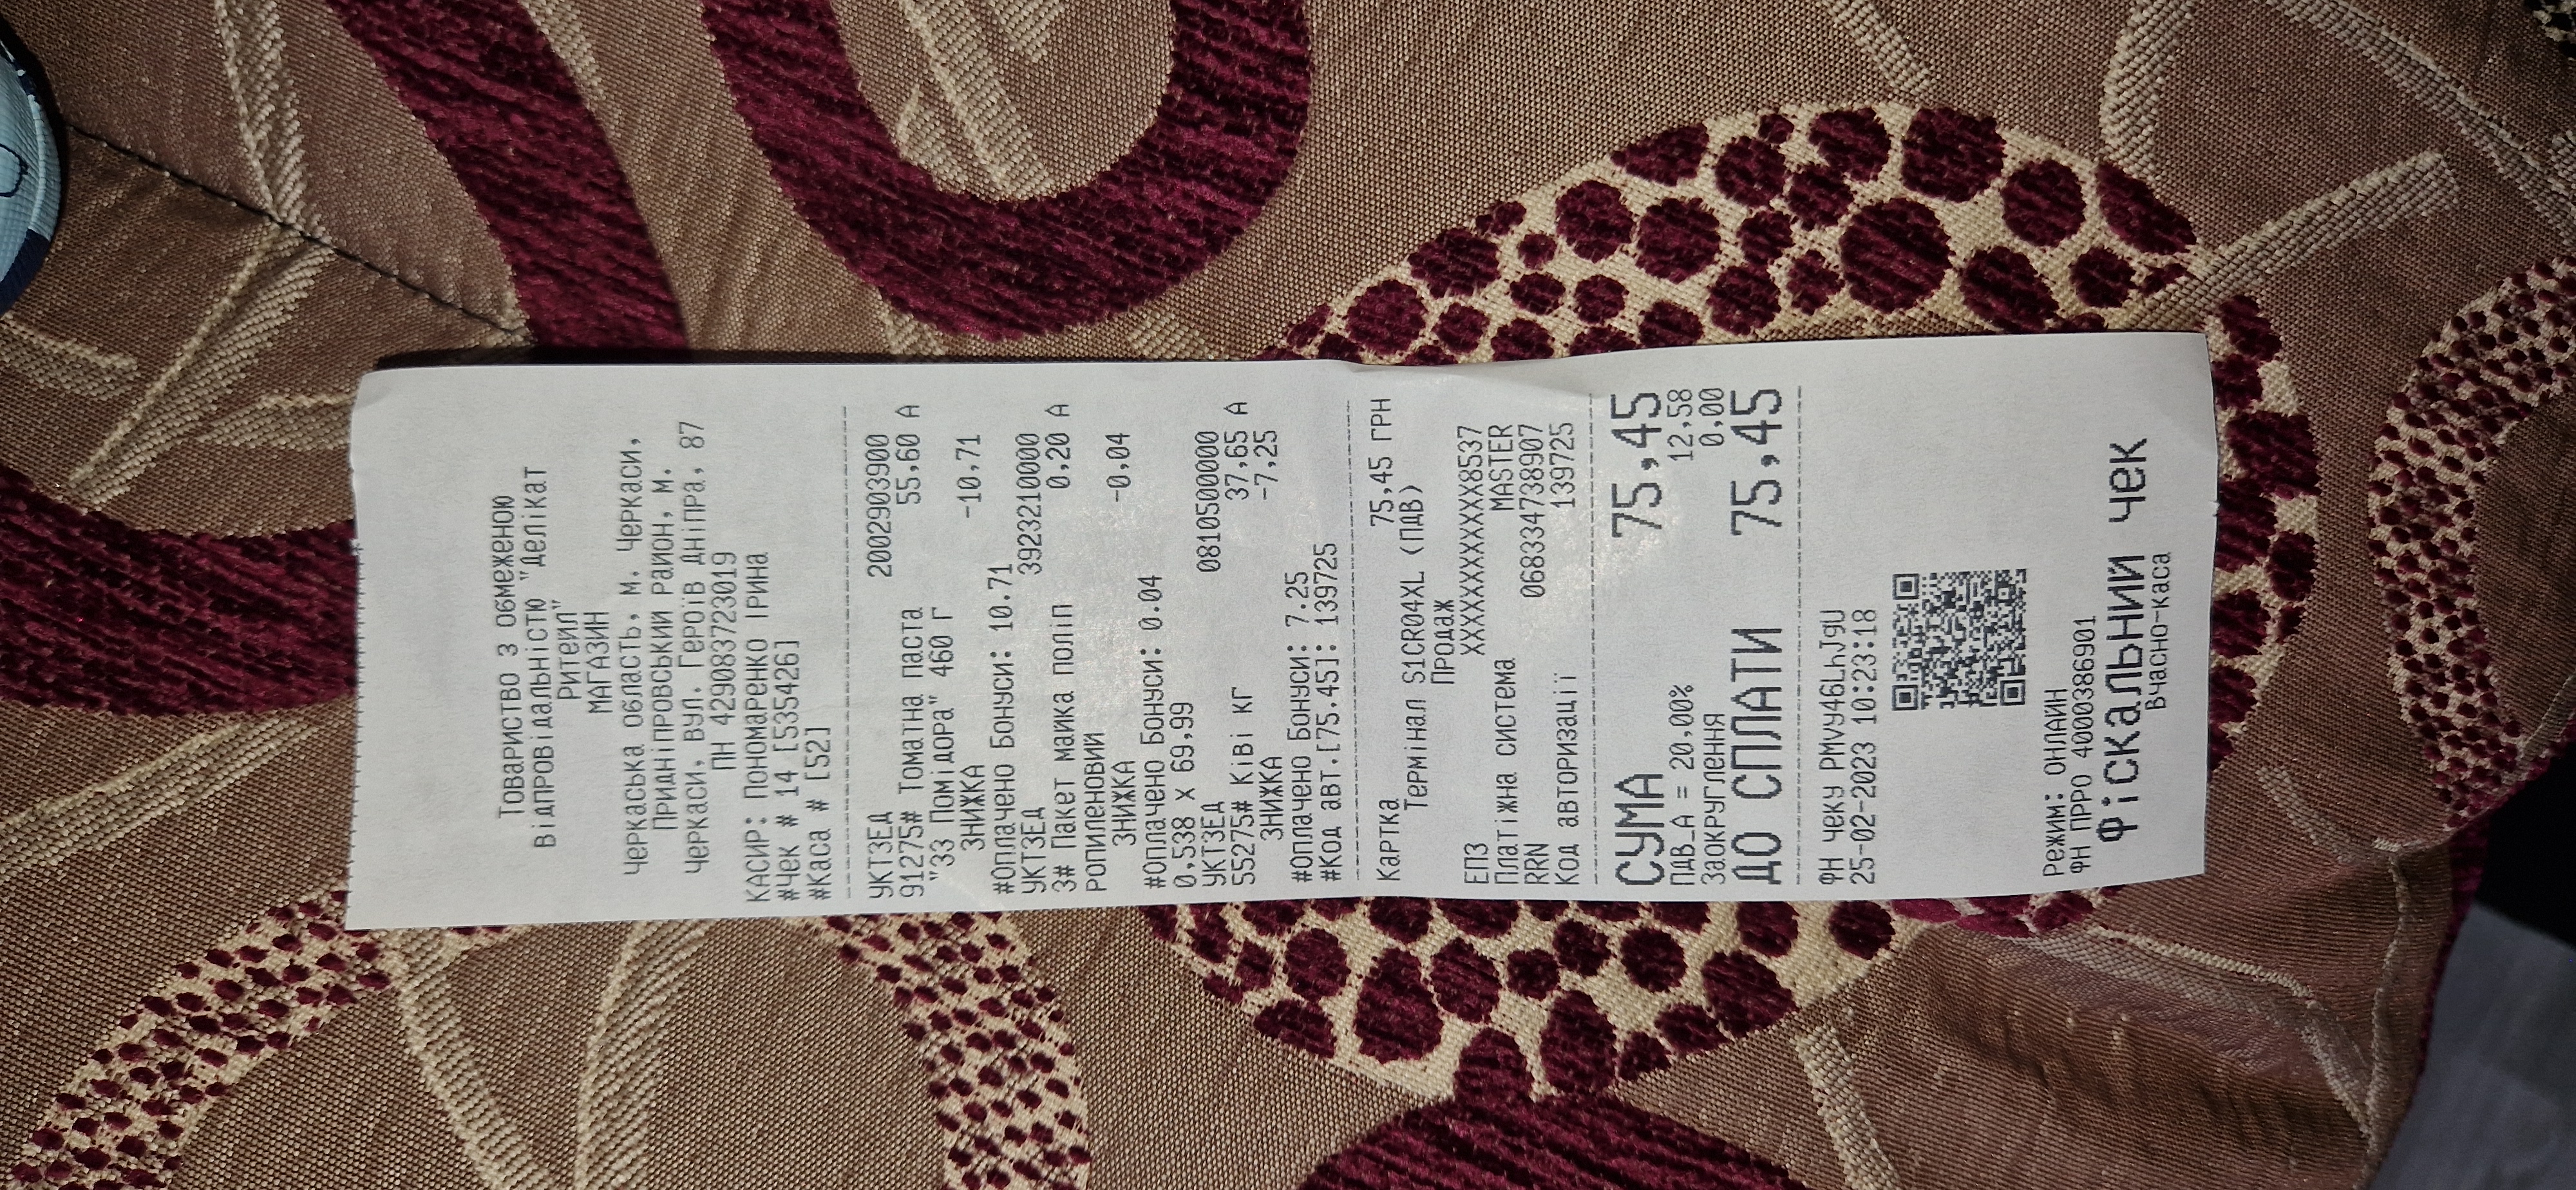 Товариство з обмеженою
відповідальністю "Делікат
Ритейл"
МАГАЗИН
Черкаська область, м. Черкаси,
Придніпровський район, м.
Черкаси, вул. Героїв Дніпра, 87
ПН 429083723019
КАСИР: Пономаренко Ірина
#Чек # 14 [535426]
#Каса # [52]
УКТЗЕД 2002903900
91275# Томатна паста 55,60 А
"33 Помідора" 460 г
ЗНИЖКА -10,71
#Оплачено Бонуси: 10.71
УКТЗЕД 3923210000
3# Пакет майка поліп 0,20 А
ропиленовий
ЗНИЖКА -0,04
#Оплачено Бонуси: 0.04
0,538 х 69,99
УКТЗЕД 0810500000
55275# Ківі кг 37,65 А
ЗНИЖКА -7,25
#Оплачено Бонуси: 7.25
#Код авт.[75.45]: 139725
Картка 75,45 ГРН
Термінал S1CR04XL (ПДВ)
Продаж
ЕПЗ XXXXXXXXXXXX8537
Платіжна система MASTER
RRN 068334738907
Код авторизації 139725
СУМА 75,45
ПДВ_А = 20,00% 12,58
Заокруглення 0,00
ДО СПЛАТИ 75,45
ФН чеку PMVy46LhJgU
25-02-2023 10:23:18
Режим: ОНЛАЙН
ФН ПРРО 4000386901
Фіскальний чек
Вчасно-каса